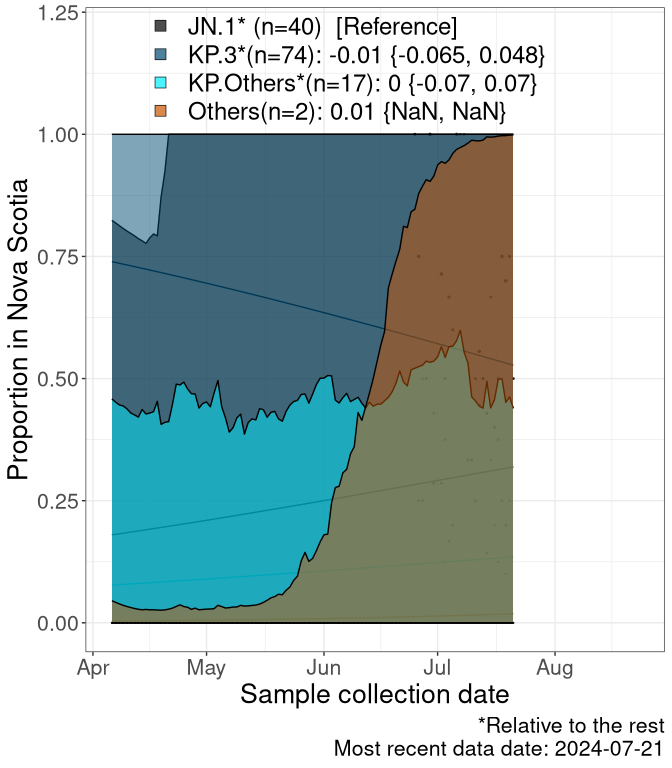 JN.1* (n=40)  [Reference]
KP.3*(n=74): -0.01 {-0.065, 0.048}
KP.Others*(n=17): 0 {-0.07, 0.07}
Others(n=2): 0.01 {NaN, NaN}
1.25
1.00
0.75
0.50
0.25
0.00
Proportion in Nova Scotia
Apr May Jun Jul Aug
Sample collection date
*Relative to the rest
Most recent data date: 2024-07-21